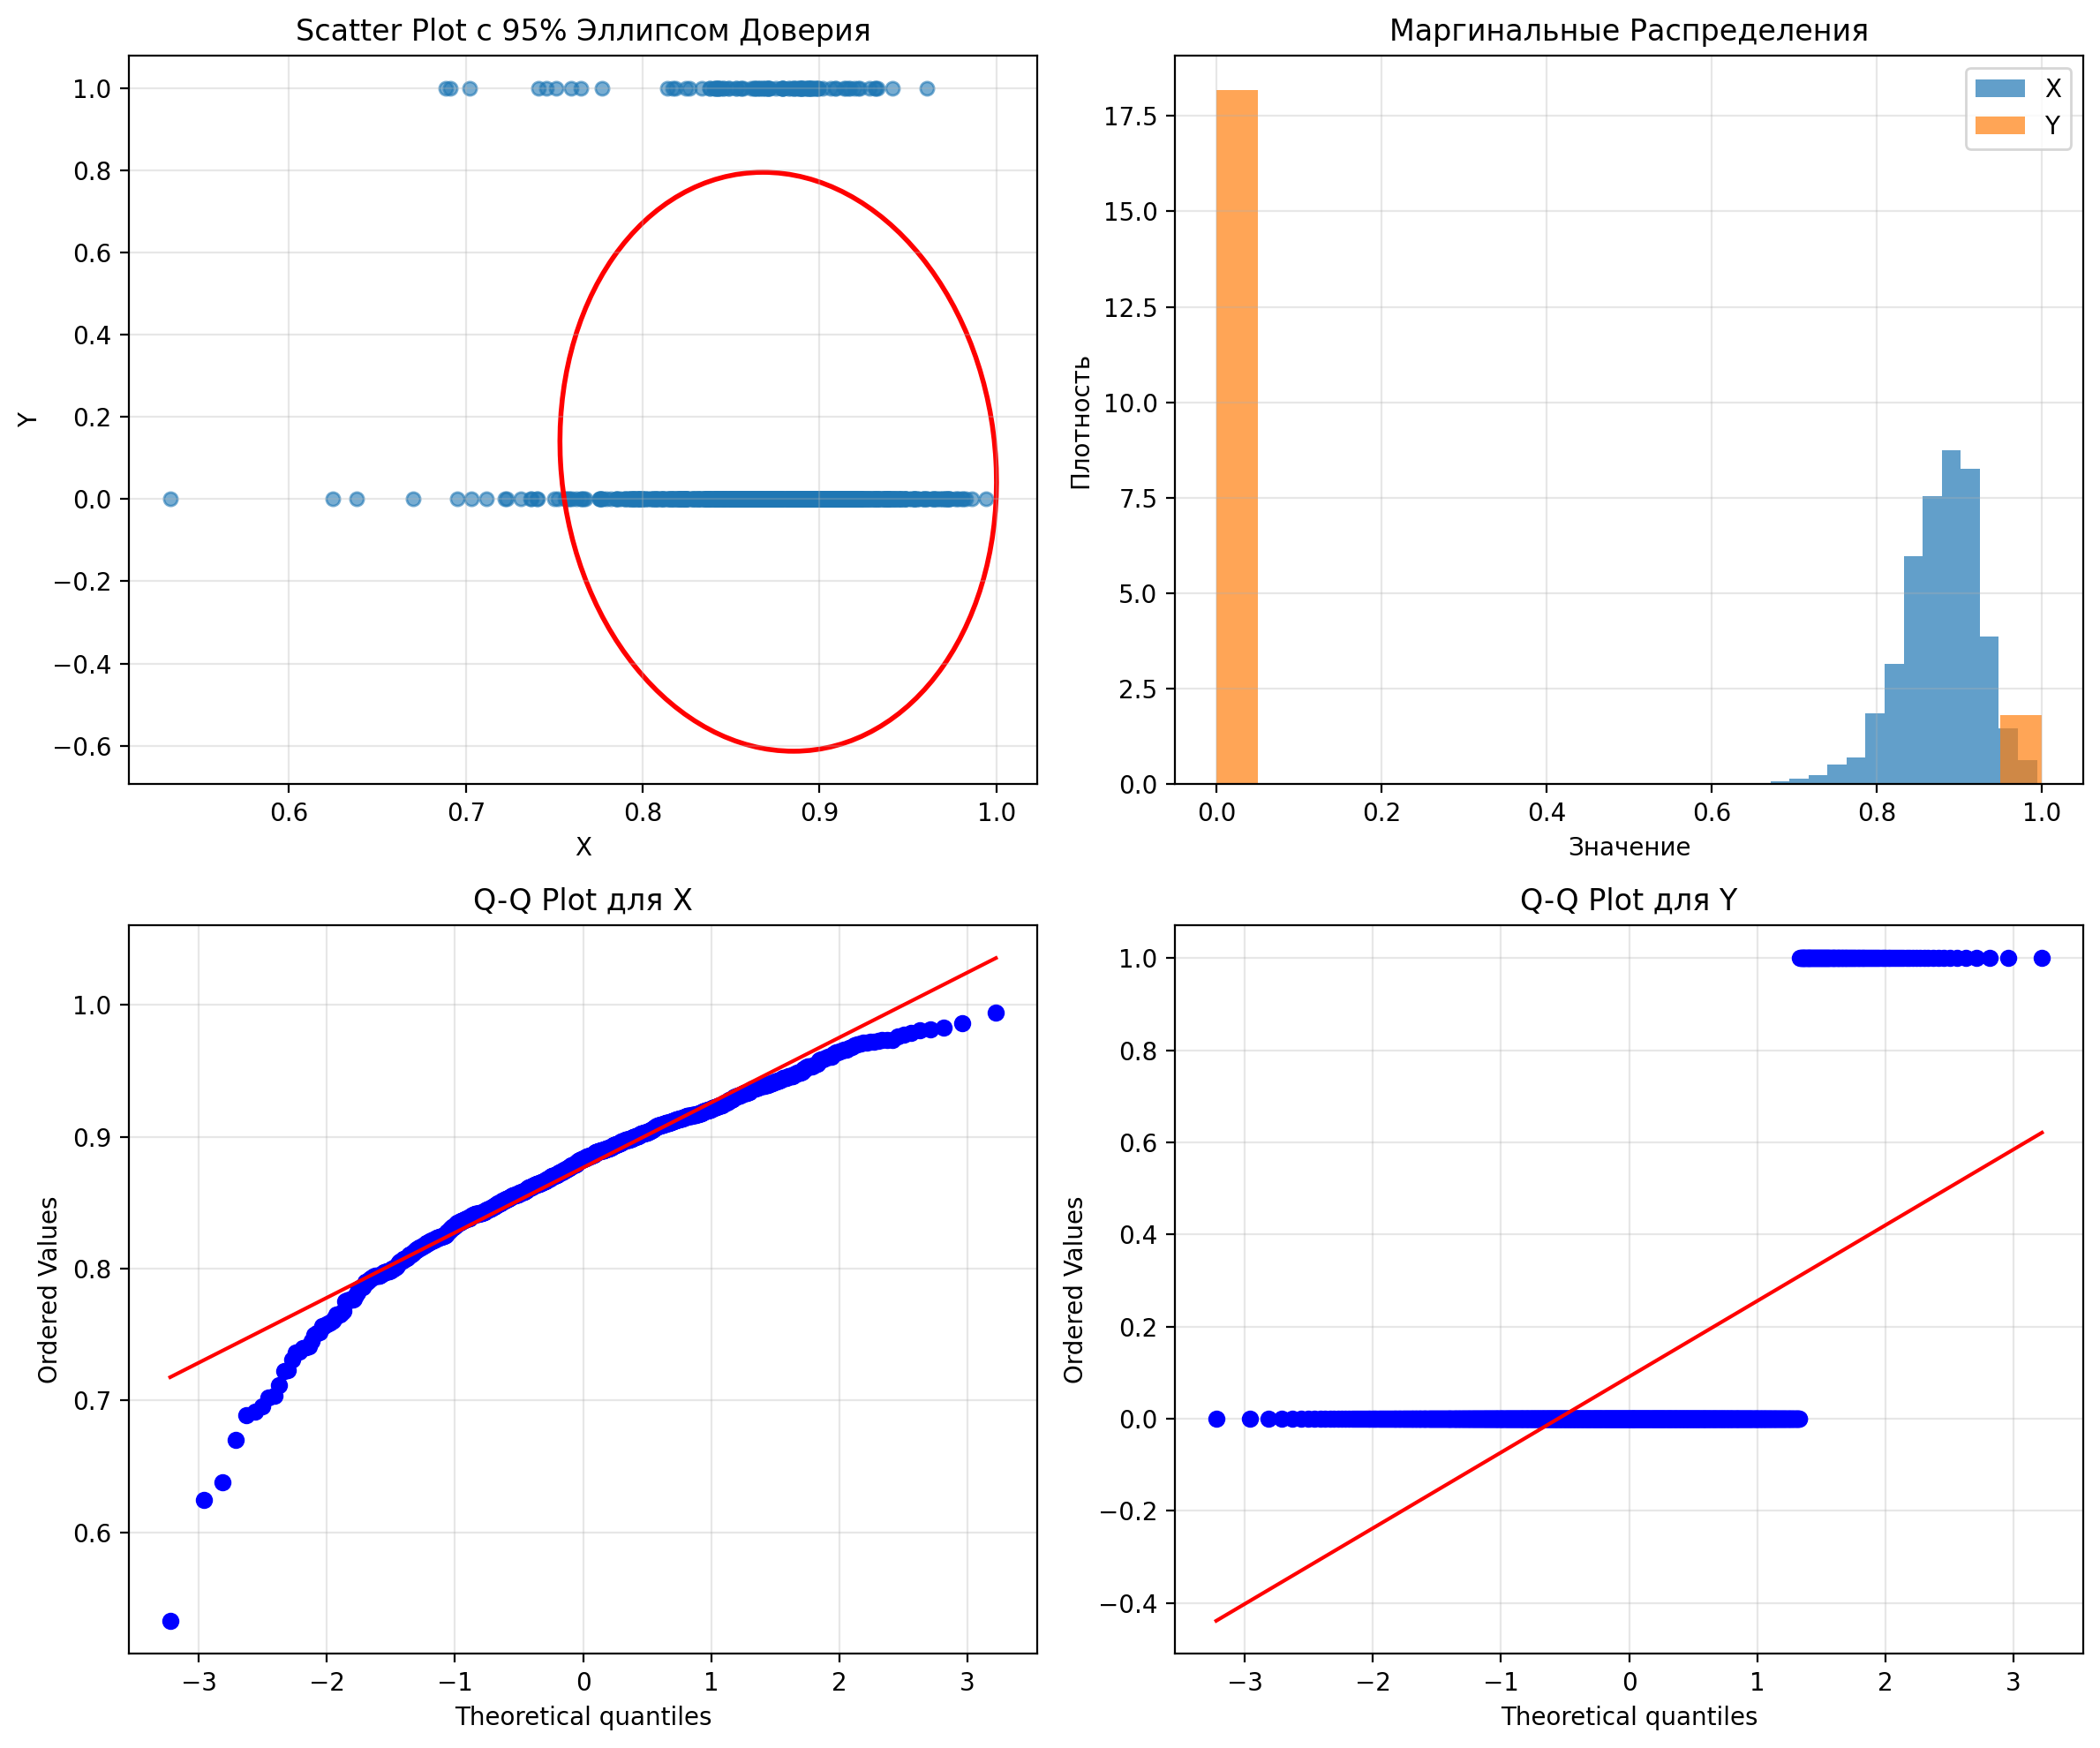 Scatter Plot с 95% Эллипсом Доверия
1.0
0.8
0.6
0.4
0.2
0.0
−0.2
−0.4
−0.6
Y
0.6 0.7 0.8 0.9 1.0
X
Маргинальные Распределения
X
Y
17.5
15.0
12.5
10.0
7.5
5.0
2.5
0.0
Плотность
0.0 0.2 0.4 0.6 0.8 1.0
Значение
Q-Q Plot для X
1.0
0.9
0.8
0.7
0.6
Ordered Values
−3 −2 −1 0 1 2 3
Theoretical quantiles
Q-Q Plot для Y
1.0
0.8
0.6
0.4
0.2
0.0
−0.2
−0.4
Ordered Values
−3 −2 −1 0 1 2 3
Theoretical quantiles